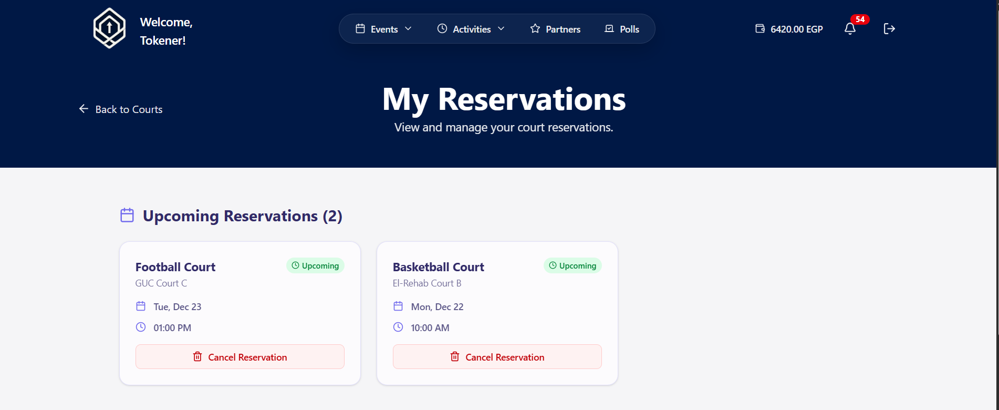 Welcome,
Tokener!
Events
Activities
Partners
Polls
6420.00 EGP
54
Back to Courts
My Reservations
View and manage your court reservations.
Upcoming Reservations (2)
Football Court
Upcoming
GUC Court C
Tue, Dec 23
01:00 PM
Cancel Reservation
Basketball Court
Upcoming
El-Rehab Court B
Mon, Dec 22
10:00 AM
Cancel Reservation